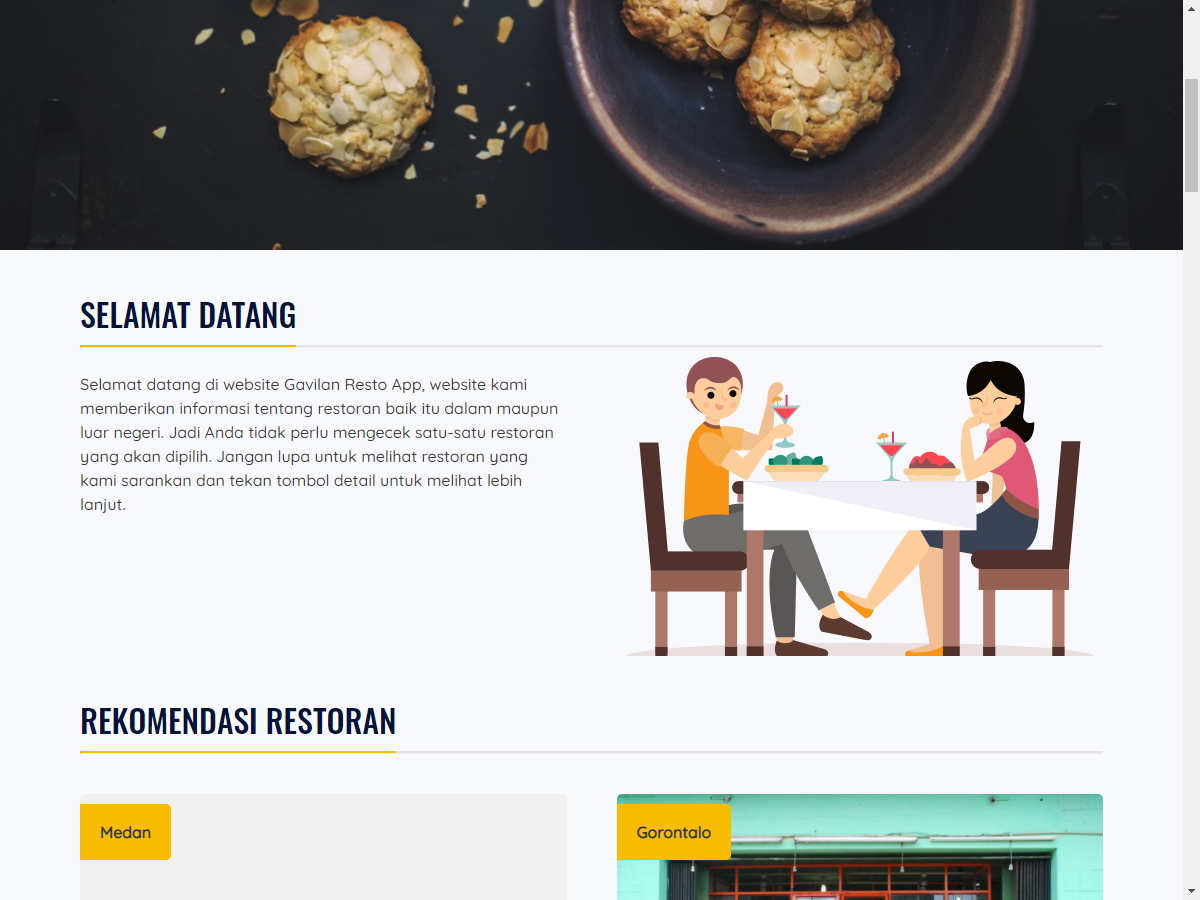 SELAMAT DATANG
Selamat datang di website Gavilan Resto App, website kami
memberikan informasi tentang restoran baik itu dalam maupun
luar negeri. Jadi Anda tidak perlu mengecek satu-satu restoran
yang akan dipilih. Jangan lupa untuk melihat restoran yang
kami sarankan dan tekan tombol detail untuk melihat lebih
lanjut.
REKOMENDASI RESTORAN
Medan
Gorontalo